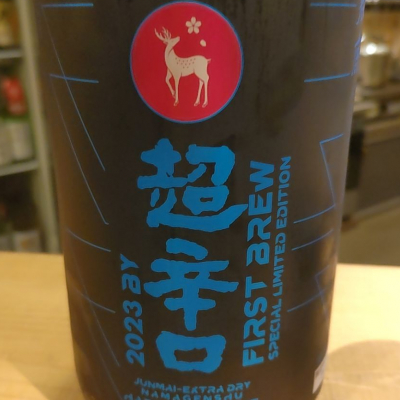 超辛口
2023 BY
FIRST BREW
SPECIAL LIMITED EDITION
JUNMAI-EXTRA DRY
NAMAGENSHU